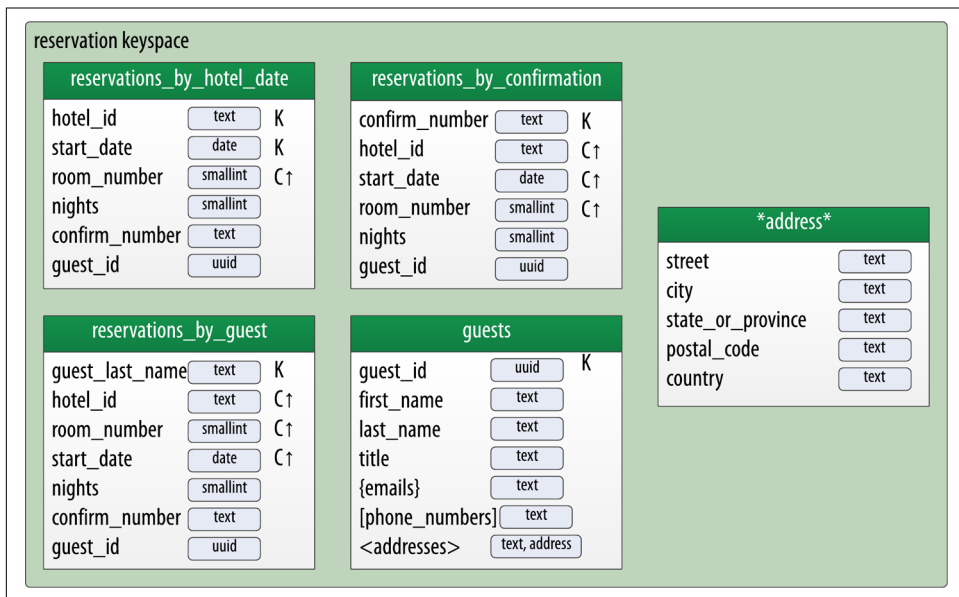 reservation keyspace
reservations_by_hotel_date
hotel_id text K
start_date date K
room_number smallint C↑
nights smallint
confirm_number text
guest_id uuid
reservations_by_confirmation
confirm_number text K
hotel_id text C↑
start_date date C↑
room_number smallint C↑
nights smallint
guest_id uuid
*address*
street text
city text
state_or_province text
postal_code text
country text
reservations_by_guest
guest_last_name text K
hotel_id text C↑
room_number smallint C↑
start_date date C↑
nights smallint
confirm_number text
guest_id uuid
guests
guest_id uuid K
first_name text
last_name text
title text
{emails} text
[phone_numbers] text
<addresses> text, address